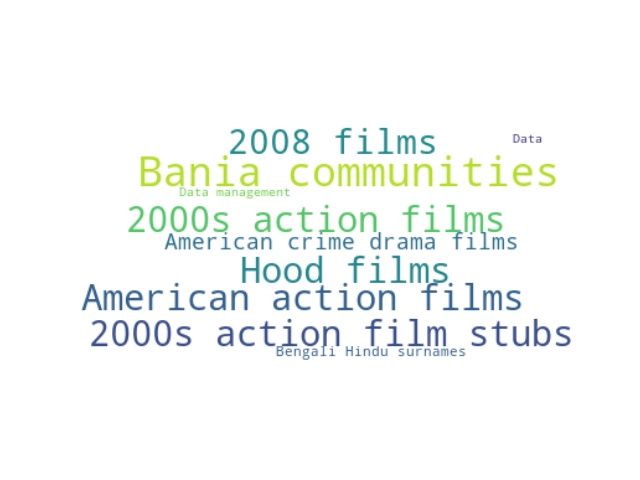 2008 films
Data
Bania communities
Data management
2000s action films
American crime drama films
Hood films
American action films
2000s action film stubs
Bengali Hindu surnames